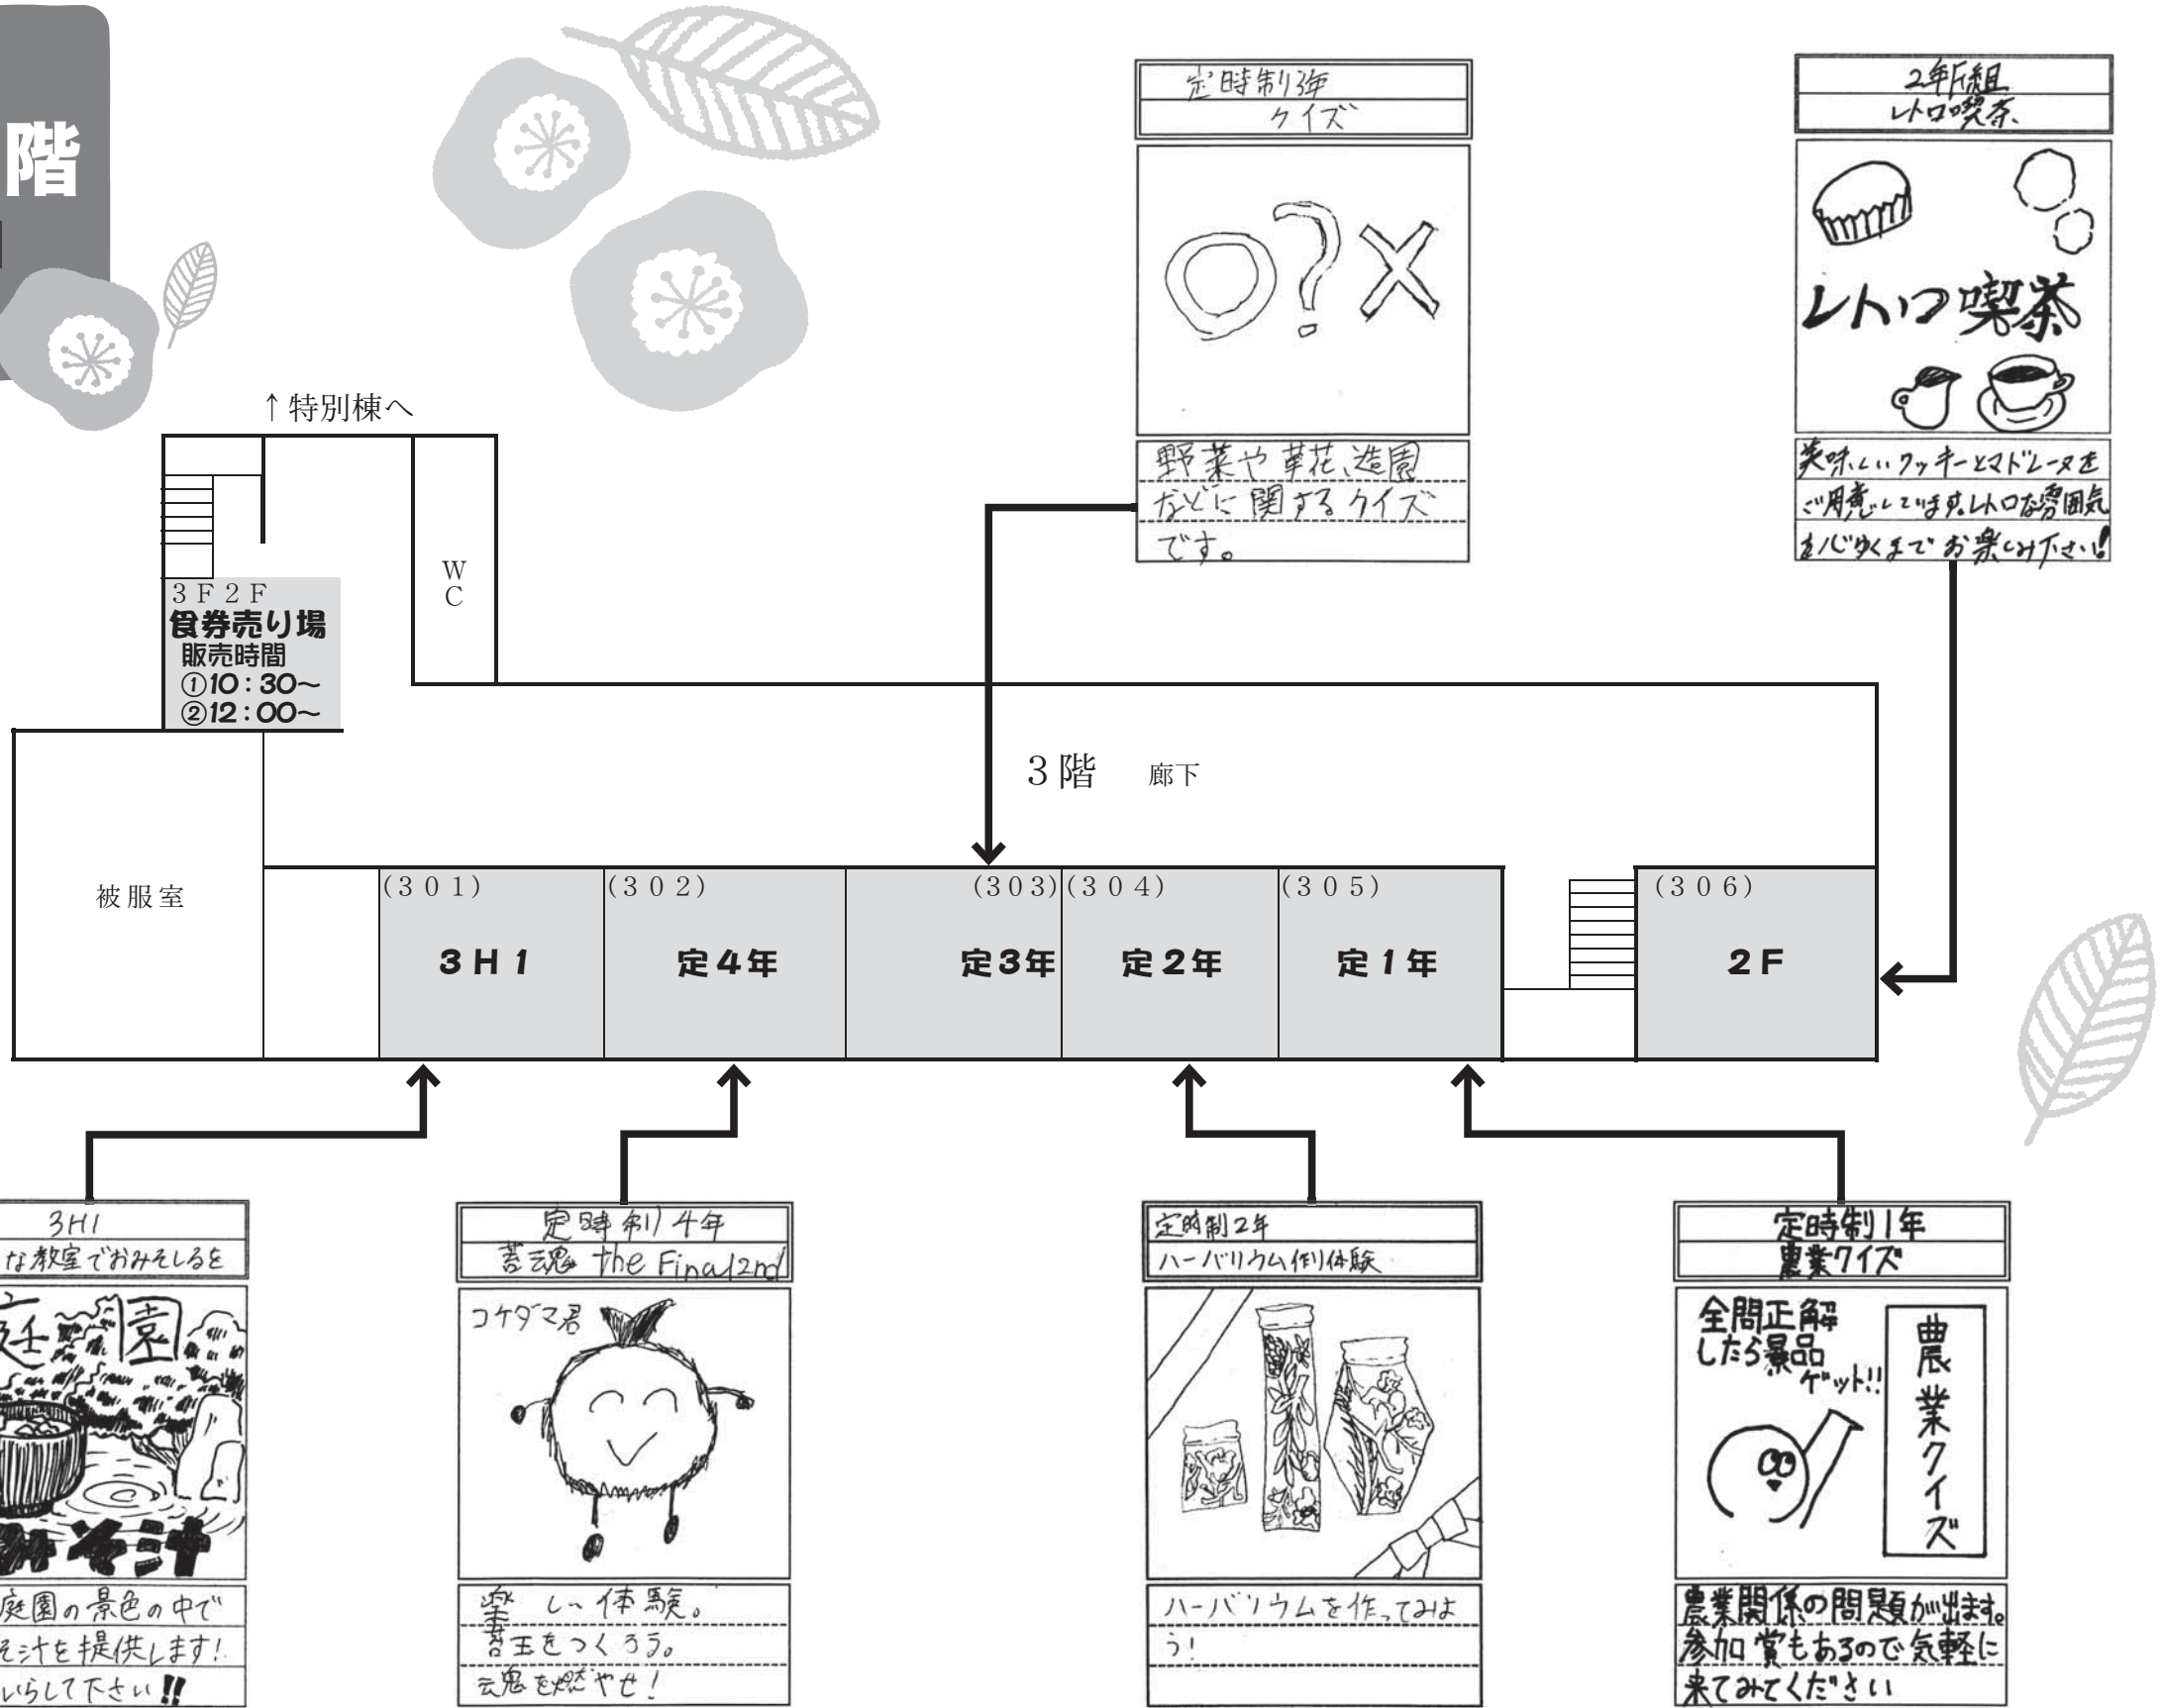 階
定時制3年
クイズ
野菜や草花、造園
などに関するクイズ
です。
2年F組
レトロ喫茶
レトロ喫茶
美味しいクッキーとマドレーヌを
ご用意しています。レトロな雰囲気
を心ゆくまでお楽しみ下さい!
↑特別棟へ
WC
3F2F
食券売り場
販売時間
①10:30〜
②12:00〜
3階 廊下
被服室
(301)
3H1
(302)
定4年
(303)
定3年
(304)
定2年
(305)
定1年
(306)
2F
3H1
な教室でおみそしるを
庭園
みそ汁
庭園の景色の中で
そ汁を提供します!
いらして下さい!!
定時制4年
苔魂 the Final 2nd
コケダマ君
楽しい体験。
苔玉をつくろう。
魂を燃やせ!
定時制2年
ハーバリウム作り体験
ハーバリウムを作ってみよ
う!
定時制1年
農業クイズ
全問正解
したら景品
ゲット!!
農業クイズ
農業関係の問題が出ます。
参加賞もあるので気軽に
来てみてください